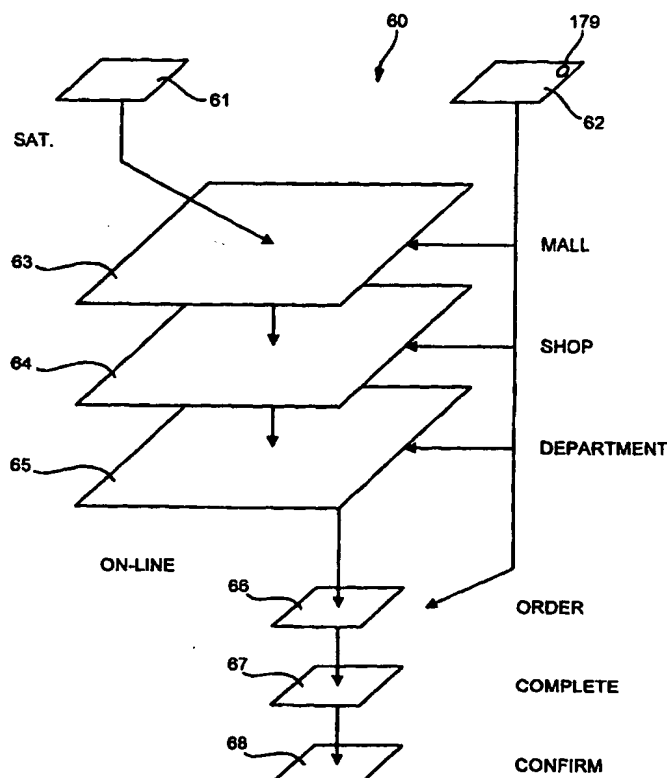 60
179
61
62
SAT.
63
MALL
64
SHOP
65
DEPARTMENT
ON-LINE
66
ORDER
67
COMPLETE
68
CONFIRM